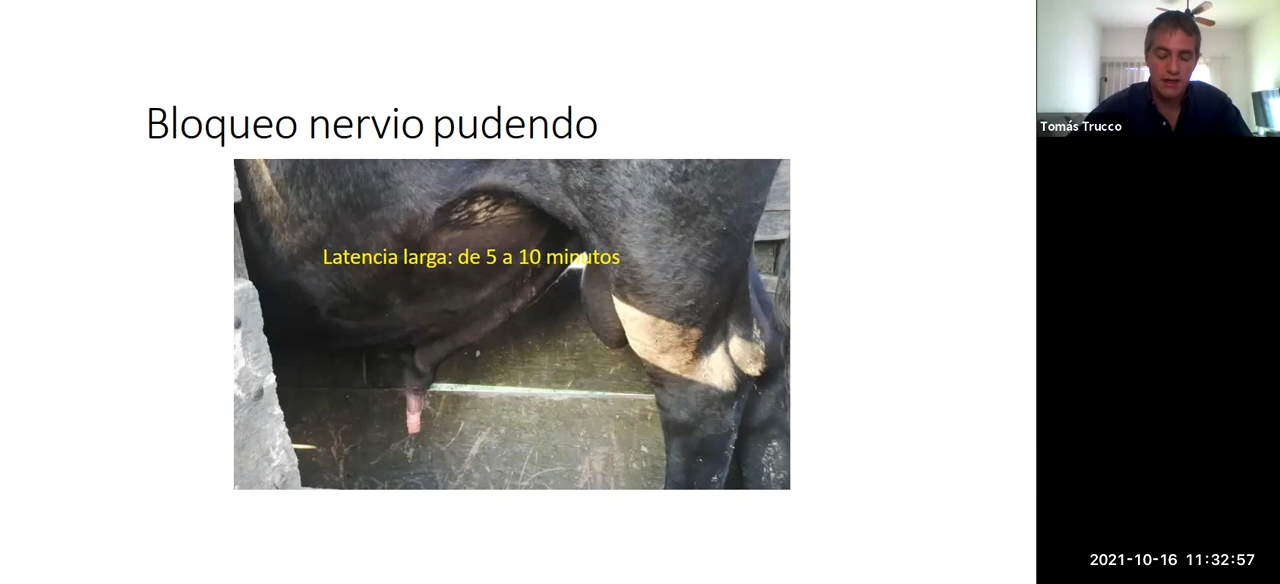 Bloqueo nervio pudendo
Latencia larga: de 5 a 10 minutos
Tomás Trucco
2021-10-16 11:32:57